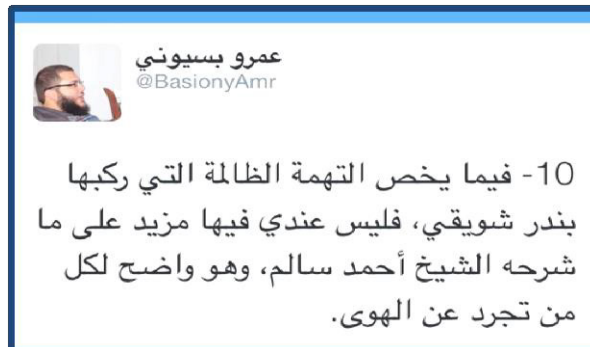 عمرو بسيوني
@BasionyAmr
10- فيما يخص التهمة الظالمة التي ركبها
بندر شويقي، فليس عندي فيها مزيد على ما
شرحه الشيخ أحمد سالم، وهو واضح لكل
من تجرد عن الهوى.